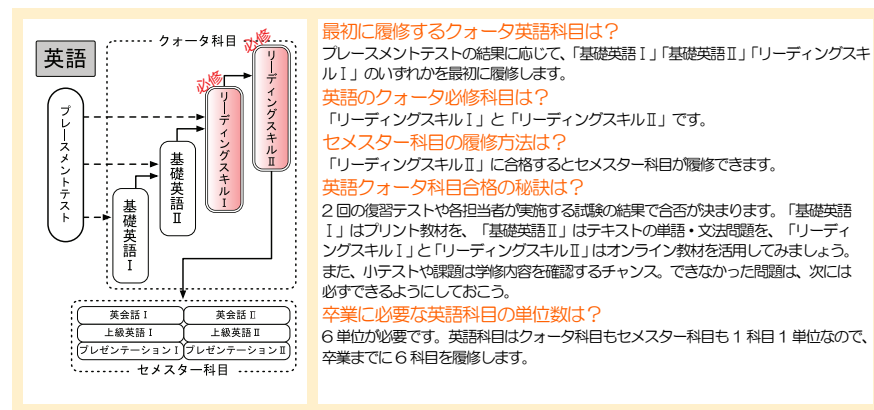 英語
クォータ科目
必修
必修
プレースメントテスト
基礎英語Ⅰ
基礎英語Ⅱ
リーディングスキルⅠ
リーディングスキルⅡ
英会話Ⅰ 英会話Ⅱ
上級英語Ⅰ 上級英語Ⅱ
プレゼンテーションⅠ プレゼンテーションⅡ
セメスター科目
最初に履修するクォータ英語科目は？
プレースメントテストの結果に応じて、「基礎英語Ⅰ」「基礎英語Ⅱ」「リーディングスキ
ルⅠ」のいずれかを最初に履修します。
英語のクォータ必修科目は？
「リーディングスキルⅠ」と「リーディングスキルⅡ」です。
セメスター科目の履修方法は？
「リーディングスキルⅡ」に合格するとセメスター科目が履修できます。
英語クォータ科目合格の秘訣は？
２回の復習テストや各担当者が実施する試験の結果で合否が決まります。「基礎英語
Ⅰ」はプリント教材を、「基礎英語Ⅱ」はテキストの単語・文法問題を、「リーディ
ングスキルⅠ」と「リーディングスキルⅡ」はオンライン教材を活用してみましょう。
また、小テストや課題は学修内容を確認するチャンス。できなかった問題は、次には
必ずできるようにしておこう。
卒業に必要な英語科目の単位数は？
６単位が必要です。英語科目はクォータ科目もセメスター科目も１科目１単位なので、
卒業までに６科目を履修します。